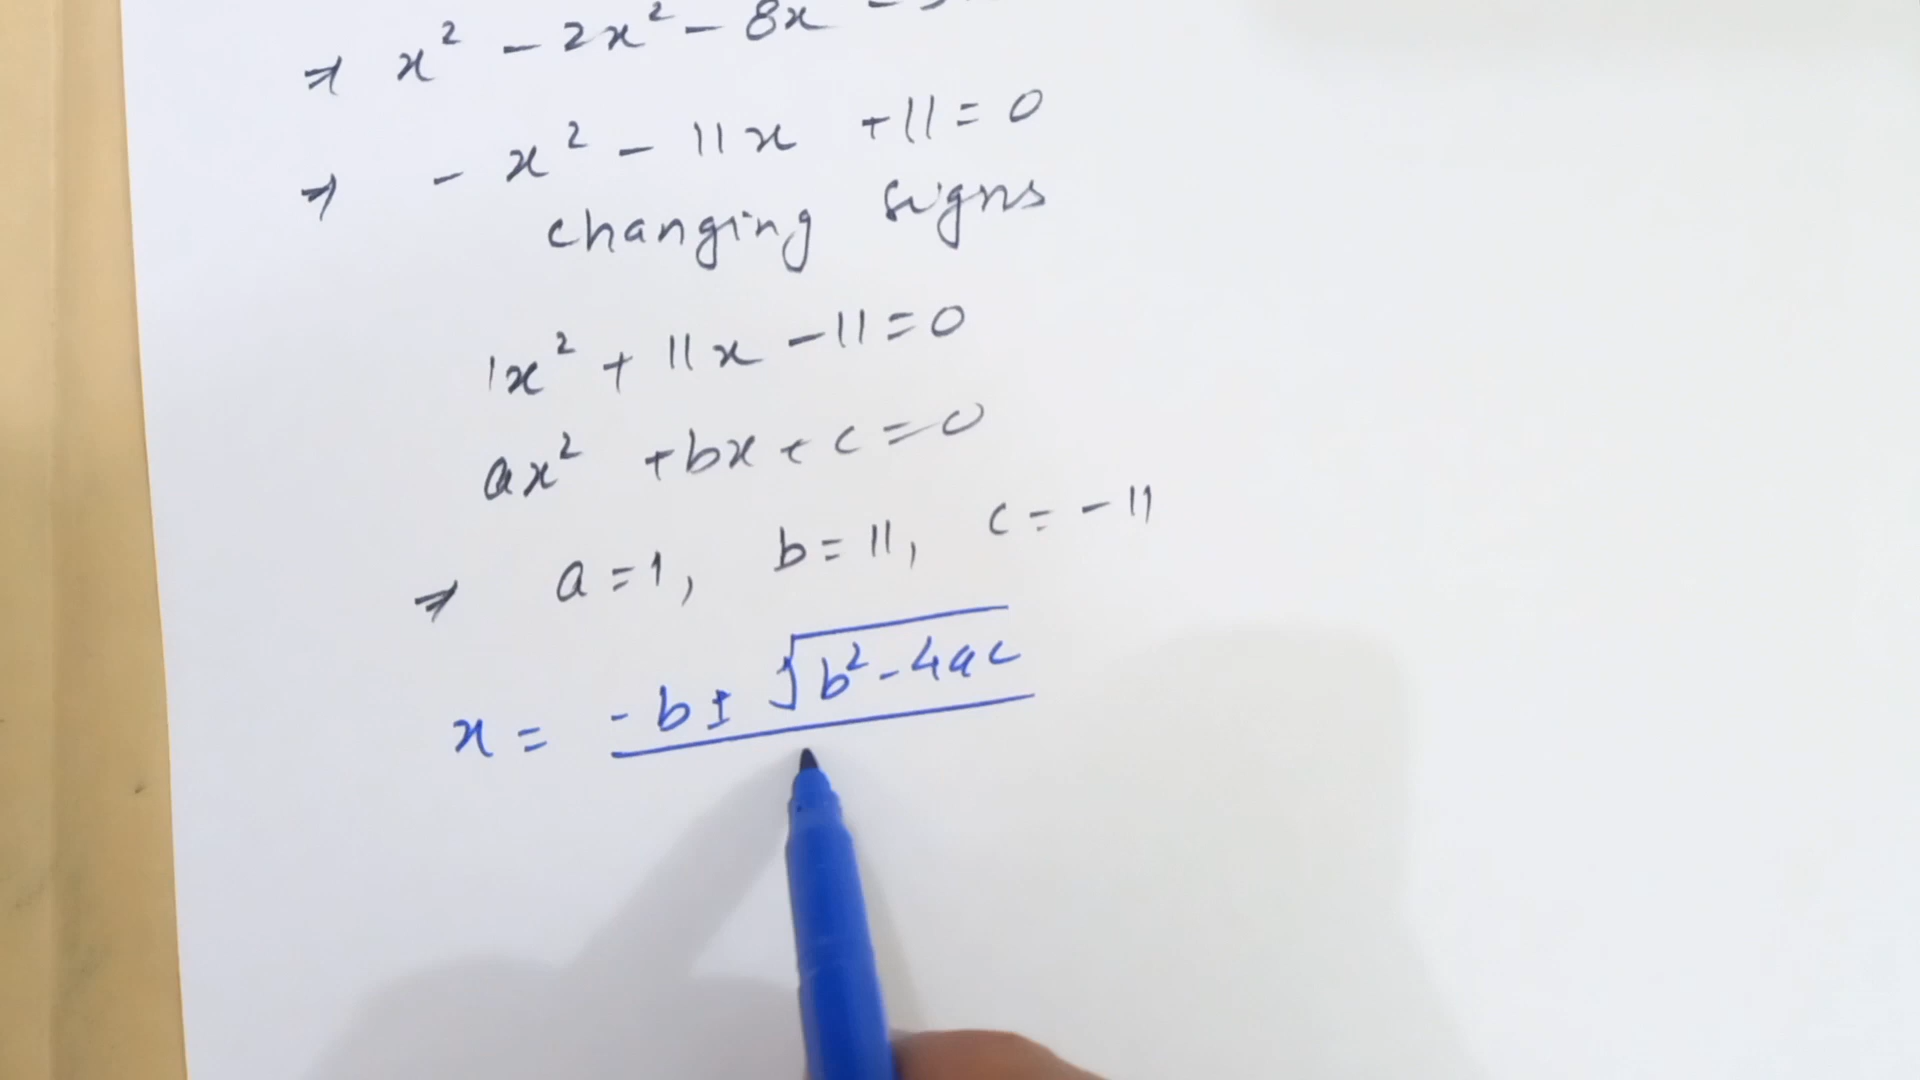 ⇒ x² - 2x² - 8x -
⇒ - x² - 11x + 11 = 0
changing signs
1x² + 11x - 11 = 0
ax² + bx + c = 0
⇒ a = 1, b = 11, c = - 11
x = - b ± √b² - 4ac